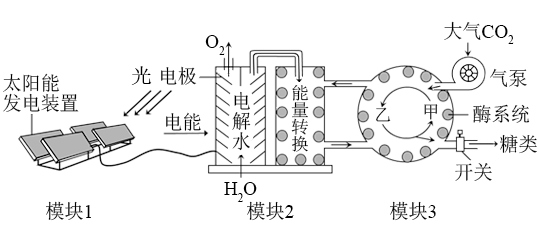 大气CO₂
O₂
光 电极
气泵
太阳能
发电装置
电解水
能量转换
乙
甲
酶系统
电能
糖类
开关
H₂O
模块1
模块2
模块3